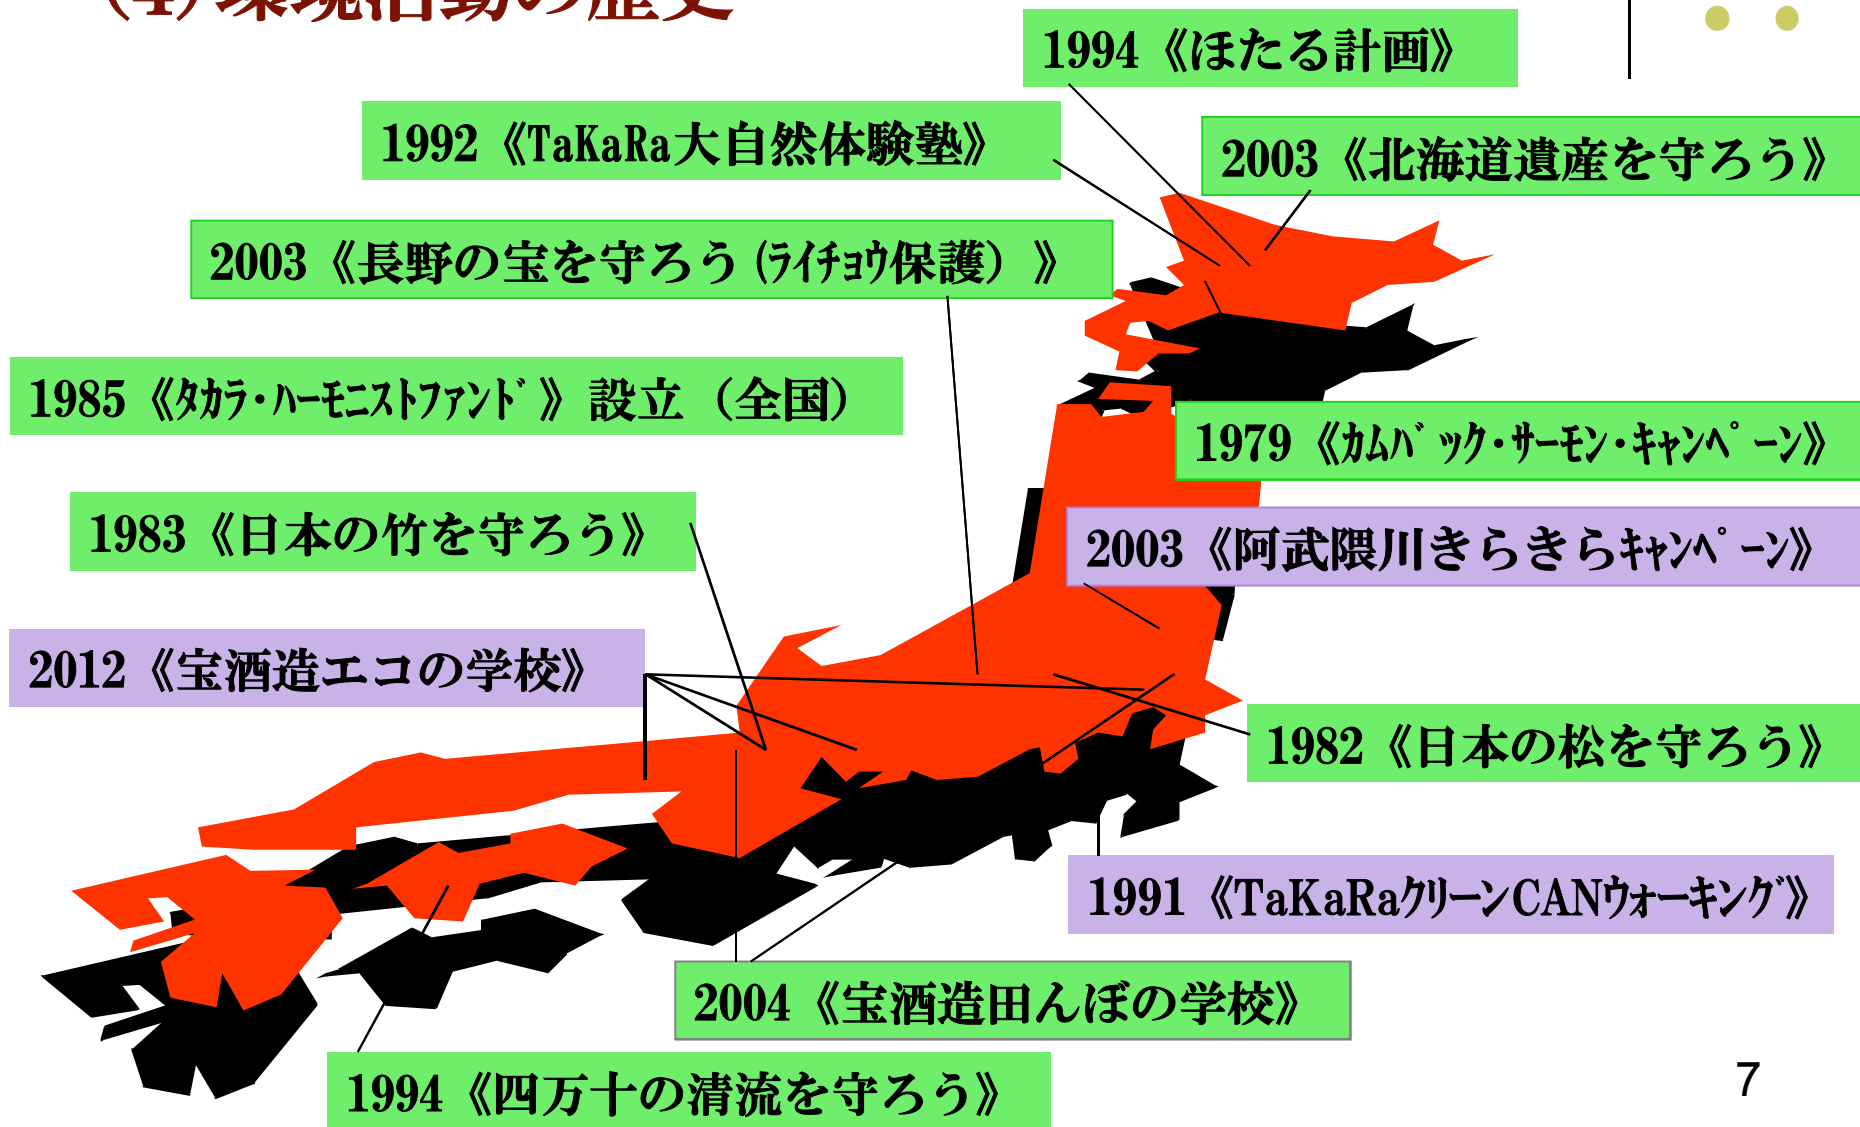 (4) 環境活動の歴史
1994《ほたる計画》
1992《TaKaRa大自然体験塾》
2003《北海道遺産を守ろう》
2003《長野の宝を守ろう(ﾗｲﾁｮｳ保護）》
1985《ﾀｶﾗ・ﾊｰﾓﾆｽﾄﾌｧﾝﾄﾞ》設立（全国）
1979《ｶﾑﾊﾞｯｸ・ｻｰﾓﾝ・ｷｬﾝﾍﾟｰﾝ》
1983《日本の竹を守ろう》
2003《阿武隈川きらきらｷｬﾝﾍﾟｰﾝ》
2012《宝酒造エコの学校》
1982《日本の松を守ろう》
1991《TaKaRaｸﾘｰﾝCANｳｫｰｷﾝｸﾞ》
2004《宝酒造田んぼの学校》
1994《四万十の清流を守ろう》
7